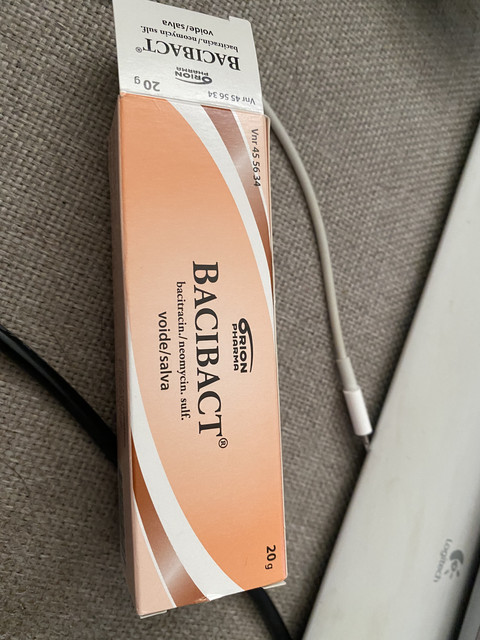 Vnr 45 56 34
20 g
ORION
PHARMA
BACIBACT®
bacitracin./neomycin sulf.
voide/salva
Vnr 45 56 34
ORION
PHARMA
BACIBACT®
bacitracin./neomycin. sulf.
voide/salva
20 g
Logitech